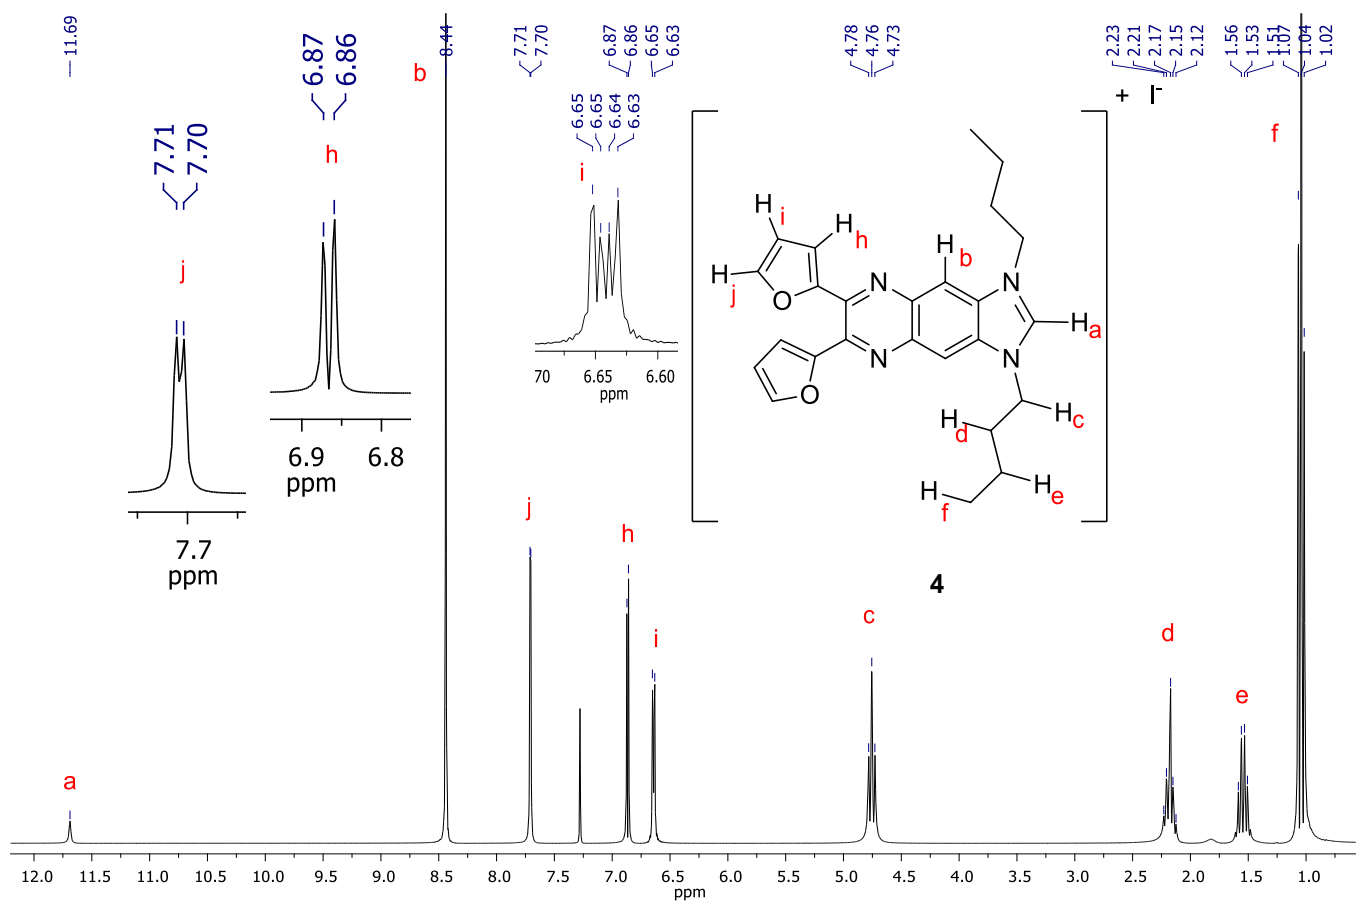 11.69
8.44
7.71
7.70
6.87
6.86
6.65
6.63
4.78
4.76
4.73
2.23
2.21
2.17
2.15
2.12
1.56
1.53
1.51
1.07
1.04
1.02
b
7.71
7.70
j
7.7
ppm
6.87
6.86
h
6.9 6.8
ppm
6.65
6.65
6.64
6.63
i
70 6.65 6.60
ppm
+ I-
f
H i H h
H j
O
N
H b
N
H a
N
N
O
H d
H c
H e
H f
4
a
j
h
i
c
d
e
12.0 11.5 11.0 10.5 10.0 9.5 9.0 8.5 8.0 7.5 7.0 6.5 6.0 5.5 5.0 4.5 4.0 3.5 3.0 2.5 2.0 1.5 1.0
ppm